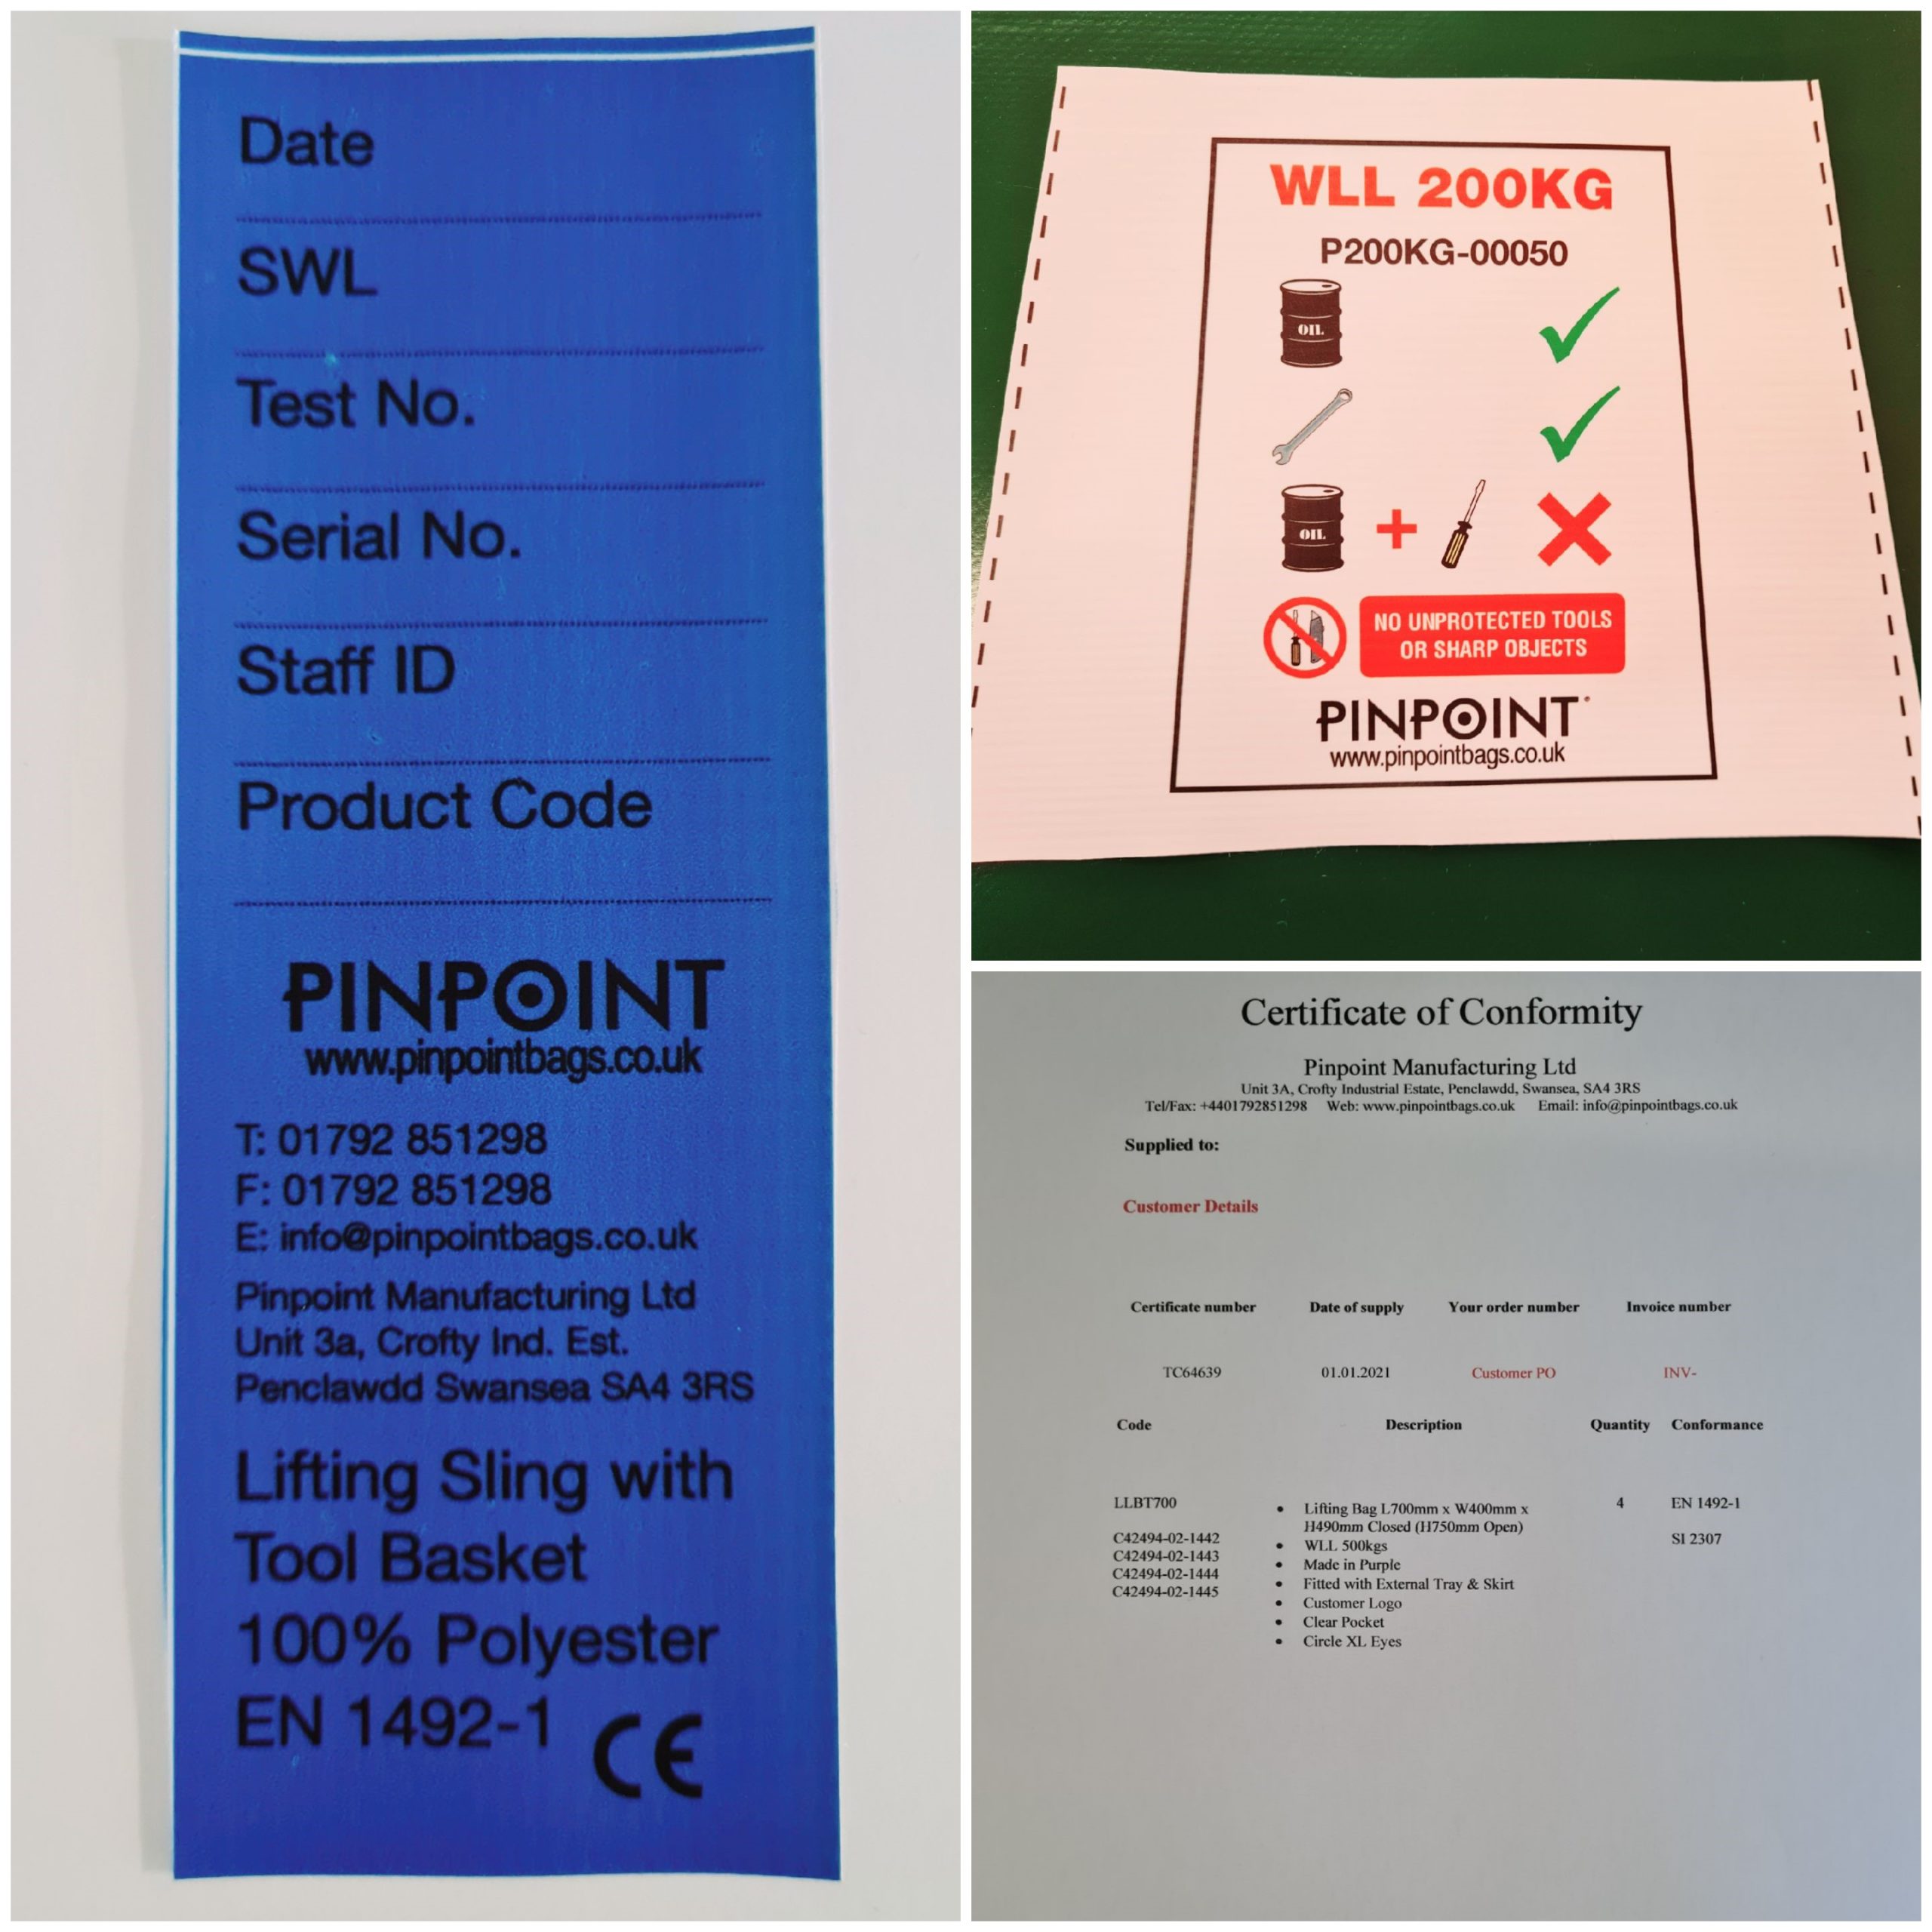 Date
SWL
Test No.
Serial No.
Staff ID
Product Code
PINPOINT
www.pinpointbags.co.uk
T: 01792 851298
F: 01792 851298
E: info@pinpointbags.co.uk
Pinpoint Manufacturing Ltd
Unit 3a, Crofty Ind. Est.
Penclawdd Swansea SA4 3RS
Lifting Sling with
Tool Basket
100% Polyester
EN 1492-1 CE
WLL 200KG
P200KG-00050
OIL
OIL +
NO UNPROTECTED TOOLS
OR SHARP OBJECTS
PINPOINT
www.pinpointbags.co.uk
Certificate of Conformity
Pinpoint Manufacturing Ltd
Unit 3A, Crofty Industrial Estate, Penclawdd, Swansea, SA4 3RS
Tel/Fax: +4401792851298 Web: www.pinpointbags.co.uk Email: info@pinpointbags.co.uk
Supplied to:
Customer Details
Certificate number Date of supply Your order number Invoice number
TC64639 01.01.2021 Customer PO INV-
Code Description Quantity Conformance
LLBT700 • Lifting Bag L700mm x W400mm x 4 EN 1492-1
H490mm Closed (H750mm Open)
C42494-02-1442 • WLL 500kgs SI 2307
C42494-02-1443 • Made in Purple
C42494-02-1444 • Fitted with External Tray & Skirt
C42494-02-1445 • Customer Logo
• Clear Pocket
• Circle XL Eyes